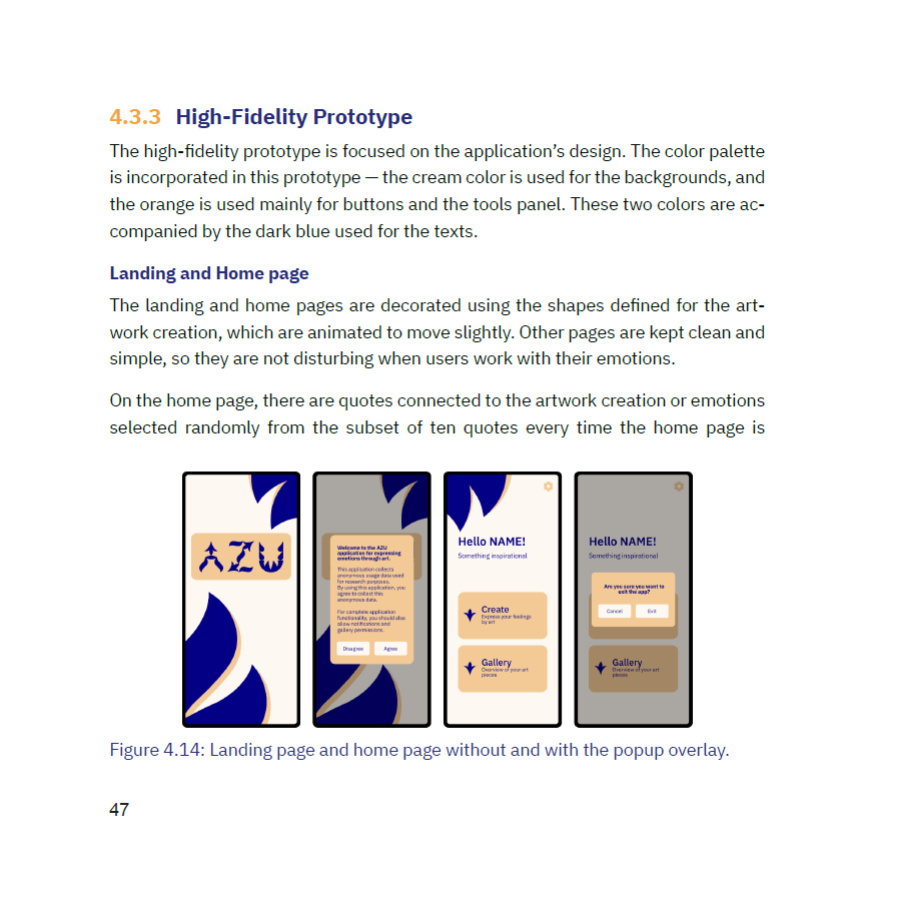 4.3.3 High-Fidelity Prototype
The high-fidelity prototype is focused on the application's design. The color palette
is incorporated in this prototype — the cream color is used for the backgrounds, and
the orange is used mainly for buttons and the tools panel. These two colors are ac-
companied by the dark blue used for the texts.
Landing and Home page
The landing and home pages are decorated using the shapes defined for the art-
work creation, which are animated to move slightly. Other pages are kept clean and
simple, so they are not disturbing when users work with their emotions.
On the home page, there are quotes connected to the artwork creation or emotions
selected randomly from the subset of ten quotes every time the home page is
AZU
Welcome to the AZU
application for expressing
emotions through art.
This application collects
anonymous usage data used
for research purposes.
By using this application, you
agree to collect this
anonymous data.
For complete application
functionality, you should also
allow notifications and
gallery permissions.
Disagree Agree
Hello NAME!
Something inspirational
Create
Express your feelings
by art
Gallery
Overview of your art
pieces
Hello NAME!
Something inspirational
Are you sure you want to
exit the app?
Cancel Exit
Gallery
Overview of your art
pieces
Figure 4.14: Landing page and home page without and with the popup overlay.
47